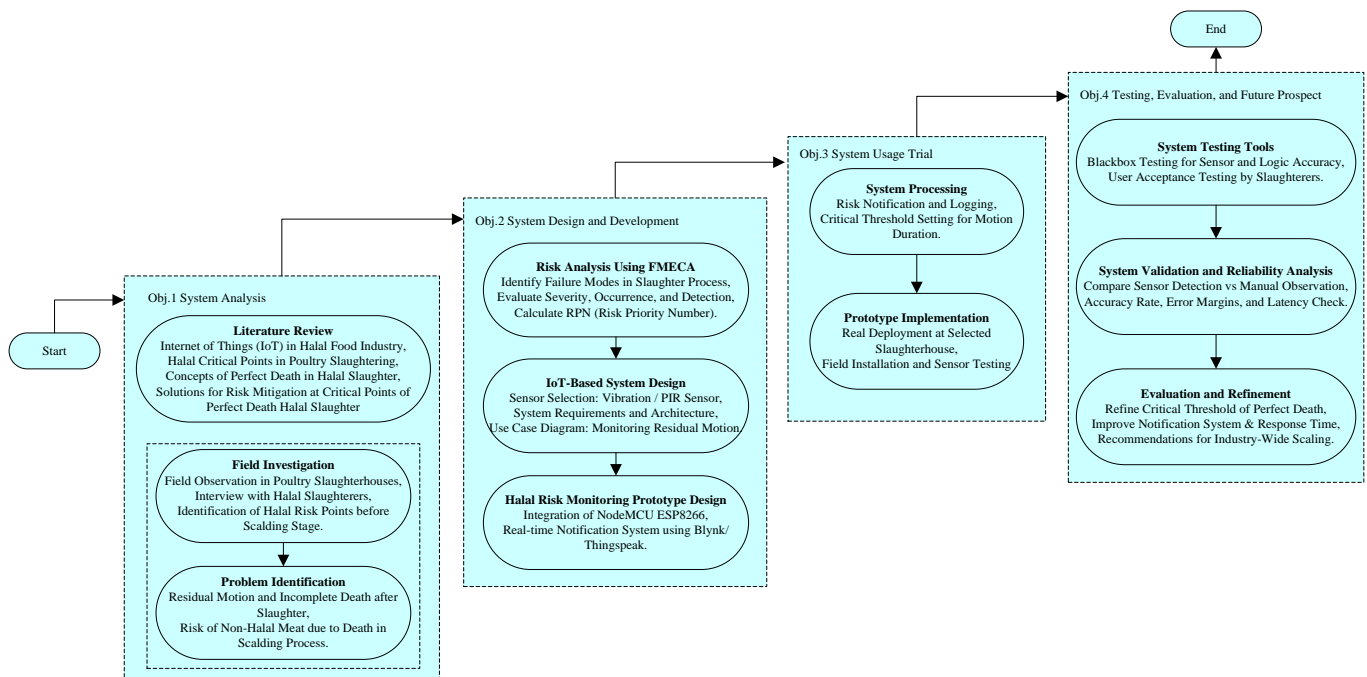 Start
Obj.1 System Analysis
Literature Review
Internet of Things (IoT) in Halal Food Industry,
Halal Critical Points in Poultry Slaughtering,
Concepts of Perfect Death in Halal Slaughter,
Solutions for Risk Mitigation at Critical Points
of Perfect Death Halal Slaughter
Field Investigation
Field Observation in Poultry Slaughterhouses,
Interview with Halal Slaughterers,
Identification of Halal Risk Points before
Scalding Stage.
Problem Identification
Residual Motion and Incomplete Death after
Slaughter,
Risk of Non-Halal Meat due to Death in
Scalding Process.
Obj.2 System Design and Development
Risk Analysis Using FMECA
Identify Failure Modes in Slaughter Process,
Evaluate Severity, Occurrence, and Detection,
Calculate RPN (Risk Priority Number).
IoT-Based System Design
Sensor Selection: Vibration / PIR Sensor,
System Requirements and Architecture,
Use Case Diagram: Monitoring Residual Motion
Halal Risk Monitoring Prototype Design
Integration of NodeMCU ESP8266,
Real-time Notification System using Blynk/
Thingspeak.
Obj.3 System Usage Trial
System Processing
Risk Notification and Logging,
Critical Threshold Setting for Motion
Duration.
Prototype Implementation
Real Deployment at Selected
Slaughterhouse,
Field Installation and Sensor Testing
Obj.4 Testing, Evaluation, and Future Prospect
System Testing Tools
Blackbox Testing for Sensor and Logic Accuracy,
User Acceptance Testing by Slaughterers.
System Validation and Reliability Analysis
Compare Sensor Detection vs Manual Observation,
Accuracy Rate, Error Margins, and Latency Check.
Evaluation and Refinement
Refine Critical Threshold of Perfect Death,
Improve Notification System & Response Time,
Recommendations for Industry-Wide Scaling.
End